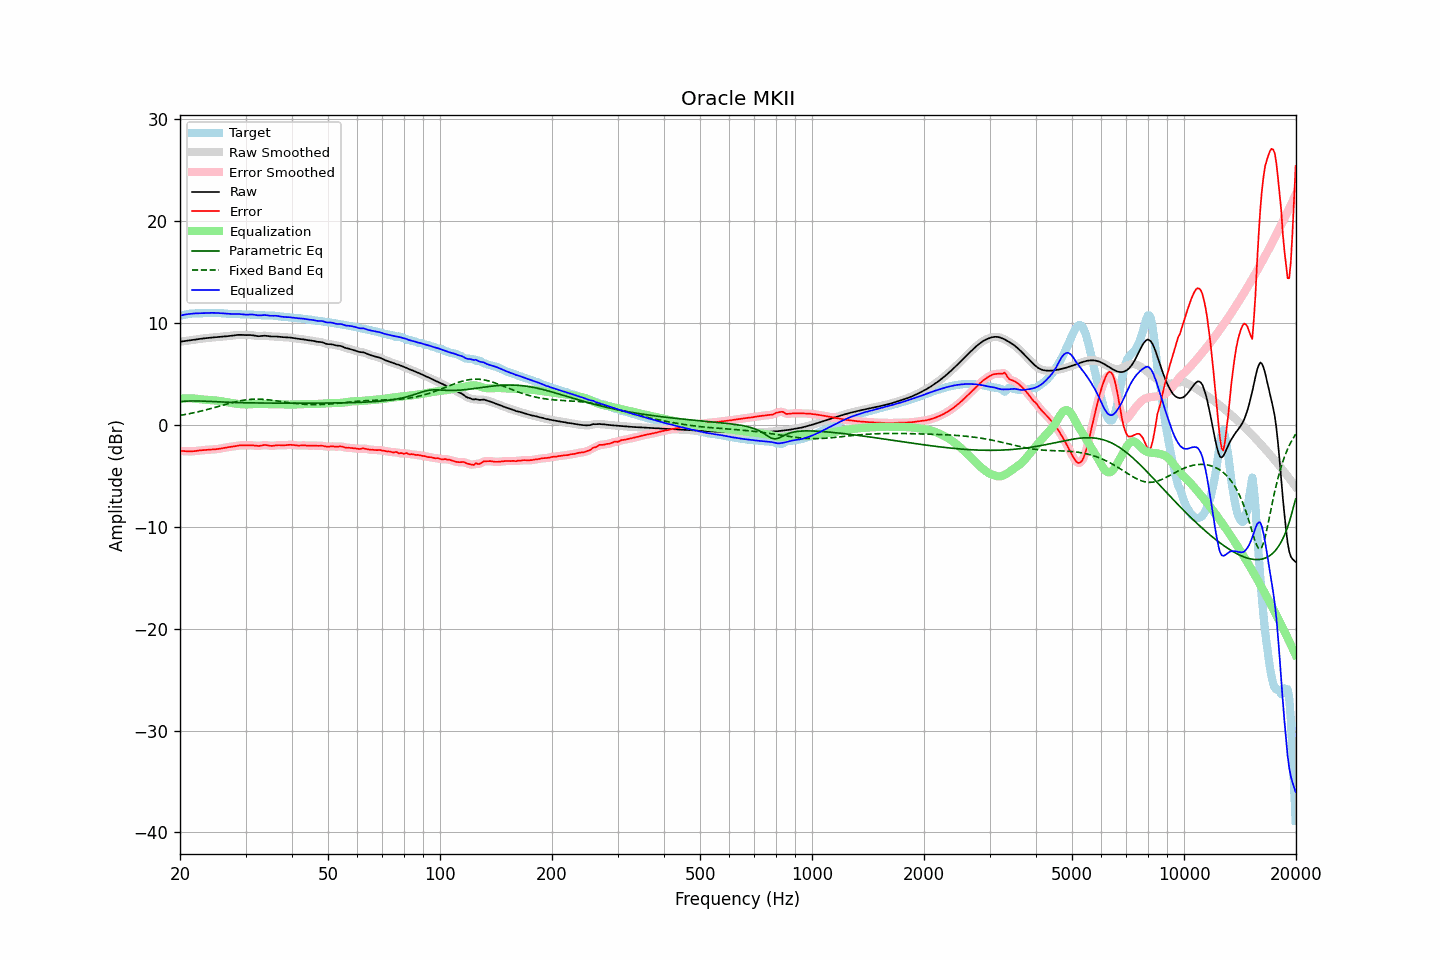 Oracle MKII
30
20
10
0
−10
−20
−30
−40
Amplitude (dBr)
Target
Raw Smoothed
Error Smoothed
Raw
Error
Equalization
Parametric Eq
Fixed Band Eq
Equalized
20 50 100 200 500 1000 2000 5000 10000 20000
Frequency (Hz)